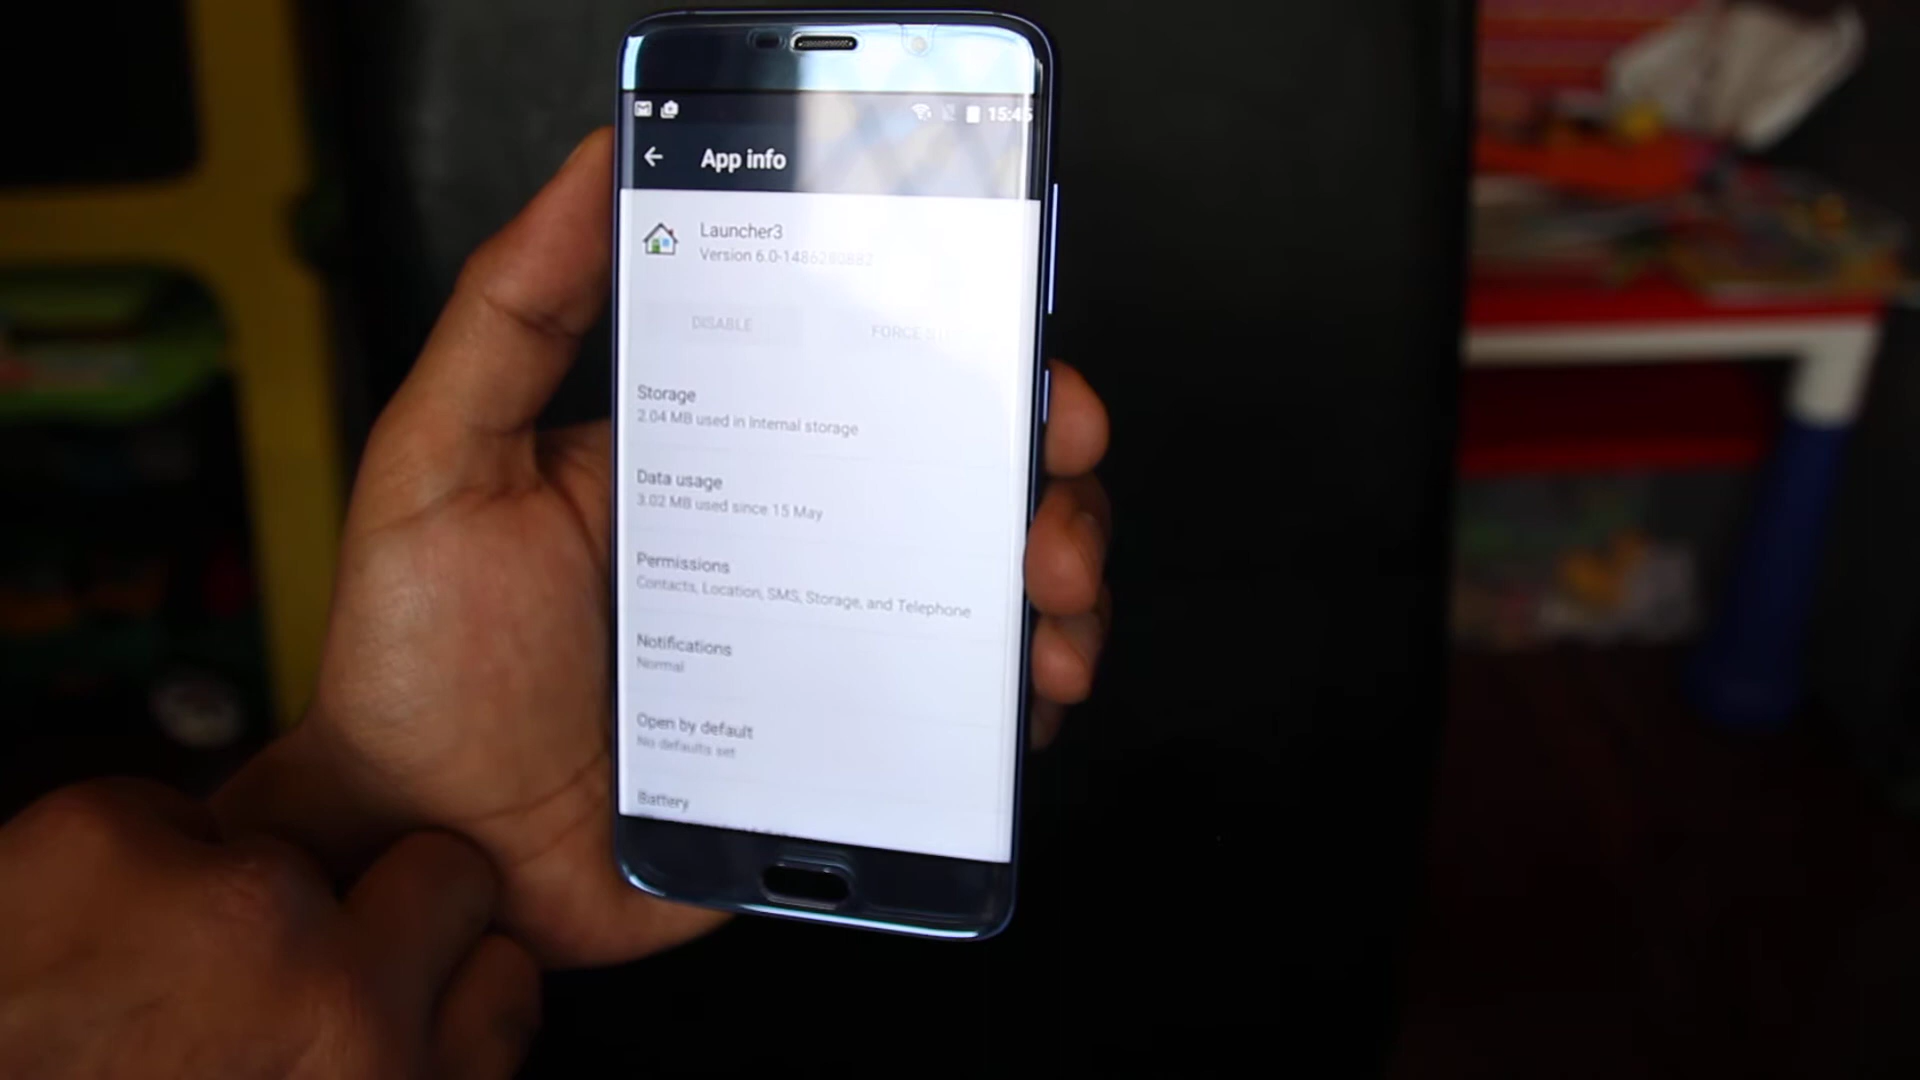 15:45
App info
Launcher3
Version 6.0-1486280882
DISABLE
FORCE
Storage
2.04 MB used in Internal storage
Data usage
3.02 MB used since 15 May
Permissions
Contacts, Location, SMS, Storage, and Telephone
Notifications
Normal
Open by default
No defaults set
Battery